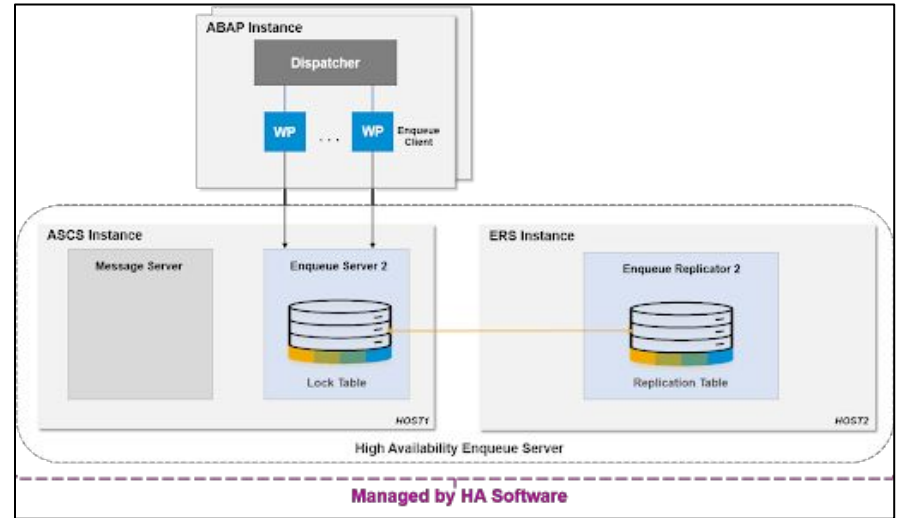 ABAP Instance
Dispatcher
WP
. . .
WP
Enqueue
Client
ASCS Instance
ERS Instance
Message Server
Enqueue Server 2
Enqueue Replicator 2
Lock Table
Replication Table
HOST1
HOST2
High Availability Enqueue Server
Managed by HA Software